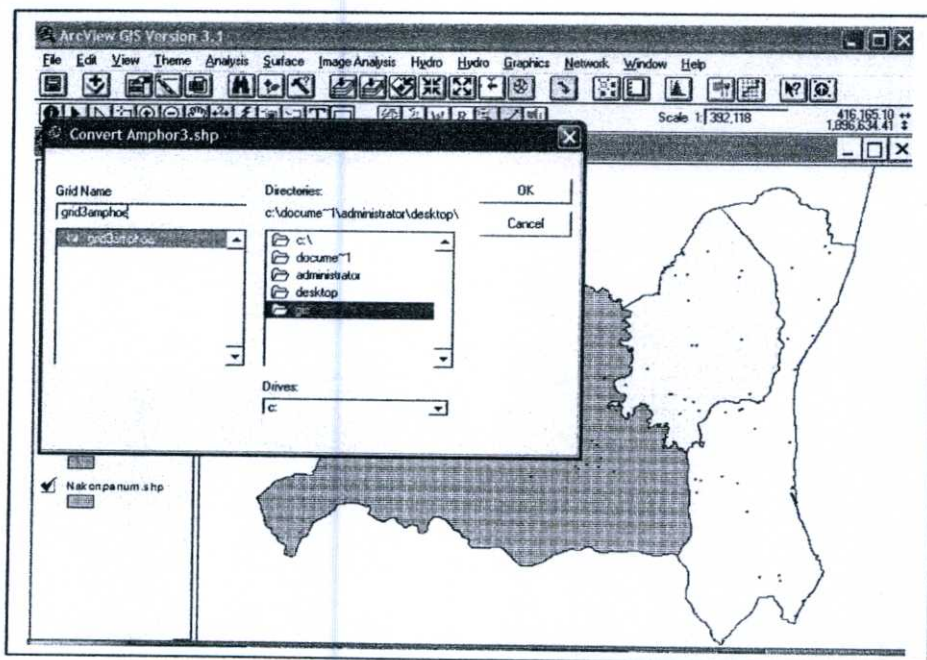 ArcView GIS Version 3.1
File Edit View Theme Analysis Surface Image Analysis Hydro Hydro Graphics Network Window Help
Scale 1: 392,118
416,165.10
1,896,634.41
Convert Amphor3.shp
Grid Name
grid3amphoe
grid3amphoe
Directories:
c:\docume~1\administrator\desktop\
c:\
docume~1
administrator
desktop
OK
Cancel
Drives:
c:
Nakonpanum.shp